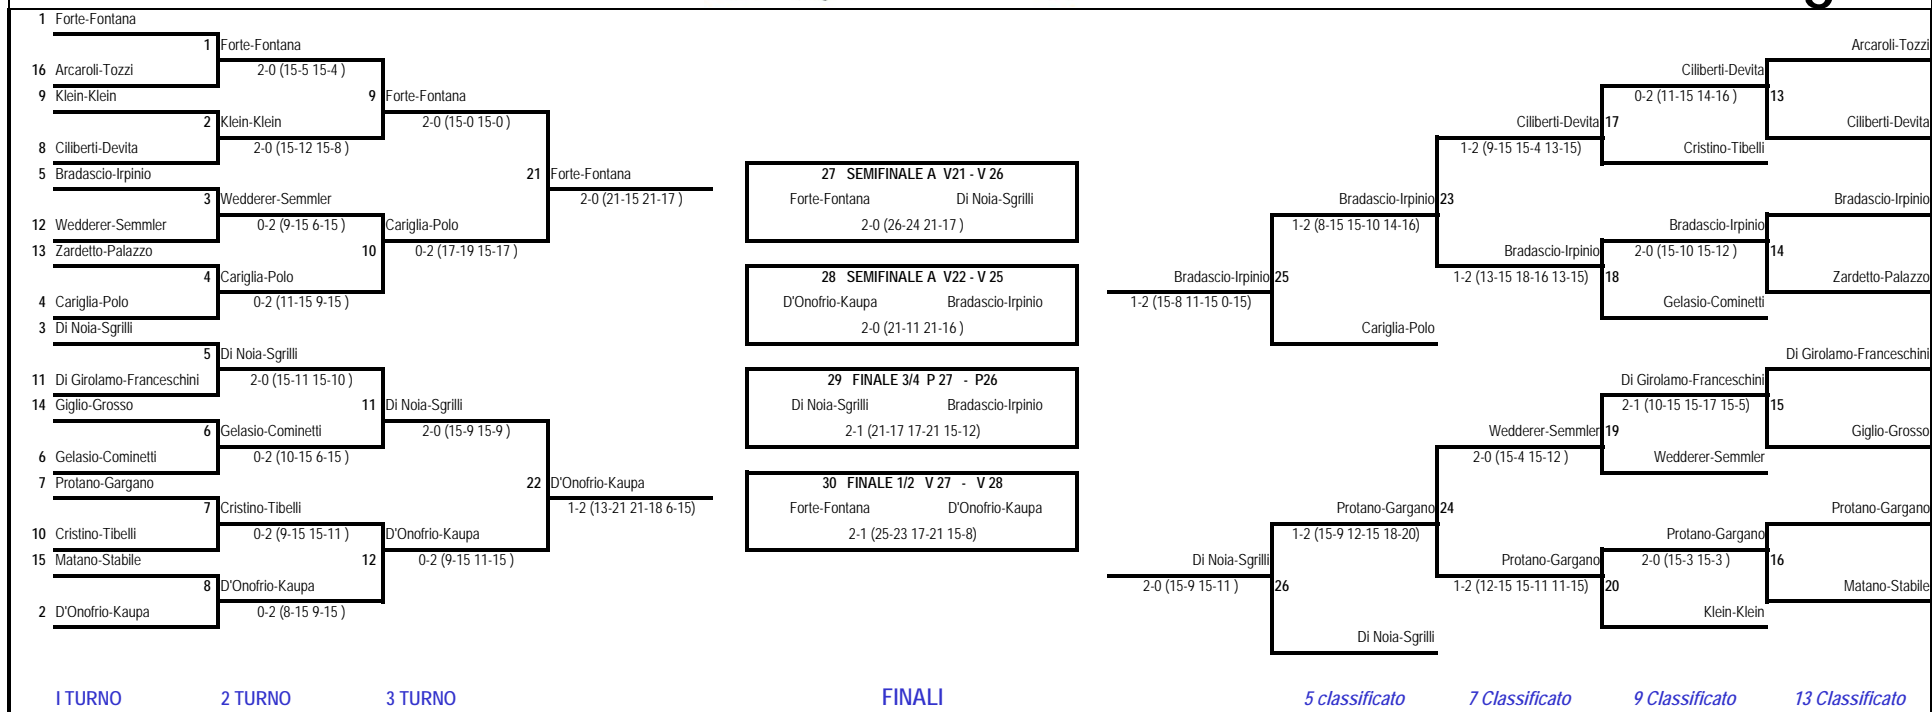 1 Forte-Fontana
1 Forte-Fontana
16 Arcaroli-Tozzi
2-0 (15-5 15-4 )
9 Klein-Klein
9 Forte-Fontana
2 Klein-Klein
2-0 (15-0 15-0 )
8 Ciliberti-Devita
2-0 (15-12 15-8 )
5 Bradascio-Irpinio
21 Forte-Fontana
3 Wedderer-Semmler
2-0 (21-15 21-17 )
12 Wedderer-Semmler
0-2 (9-15 6-15 )
Cariglia-Polo
13 Zardetto-Palazzo
10
0-2 (17-19 15-17 )
4 Cariglia-Polo
4 Cariglia-Polo
0-2 (11-15 9-15 )
3 Di Noia-Sgrilli
5 Di Noia-Sgrilli
11 Di Girolamo-Franceschini
2-0 (15-11 15-10 )
14 Giglio-Grosso
11 Di Noia-Sgrilli
6 Gelasio-Cominetti
2-0 (15-9 15-9 )
6 Gelasio-Cominetti
0-2 (10-15 6-15 )
7 Protano-Gargano
22 D'Onofrio-Kaupa
7 Cristino-Tibelli
1-2 (13-21 21-18 6-15)
10 Cristino-Tibelli
0-2 (9-15 15-11 )
D'Onofrio-Kaupa
15 Matano-Stabile
12
0-2 (9-15 11-15 )
8 D'Onofrio-Kaupa
2 D'Onofrio-Kaupa
0-2 (8-15 9-15 )
27 SEMIFINALE A V21 - V 26
Forte-Fontana Di Noia-Sgrilli
2-0 (26-24 21-17 )
28 SEMIFINALE A V22 - V 25
D'Onofrio-Kaupa Bradascio-Irpinio
2-0 (21-11 21-16 )
29 FINALE 3/4 P 27 - P26
Di Noia-Sgrilli Bradascio-Irpinio
2-1 (21-17 17-21 15-12)
30 FINALE 1/2 V 27 - V 28
Forte-Fontana D'Onofrio-Kaupa
2-1 (25-23 17-21 15-8)
Arcaroli-Tozzi
Ciliberti-Devita
0-2 (11-15 14-16 )
13
Ciliberti-Devita 17
Ciliberti-Devita
1-2 (9-15 15-4 13-15)
Cristino-Tibelli
Bradascio-Irpinio 23
Bradascio-Irpinio
1-2 (8-15 15-10 14-16)
Bradascio-Irpinio
Bradascio-Irpinio
2-0 (15-10 15-12 )
14
Bradascio-Irpinio 25
1-2 (13-15 18-16 13-15)
18
Zardetto-Palazzo
1-2 (15-8 11-15 0-15)
Gelasio-Cominetti
Cariglia-Polo
Di Girolamo-Franceschini
Di Girolamo-Franceschini
2-1 (10-15 15-17 15-5)
15
Wedderer-Semmler 19
Giglio-Grosso
2-0 (15-4 15-12 )
Wedderer-Semmler
Protano-Gargano 24
Protano-Gargano
1-2 (15-9 12-15 18-20)
Protano-Gargano
Di Noia-Sgrilli
Protano-Gargano
2-0 (15-3 15-3 )
16
2-0 (15-9 15-11 )
26
1-2 (12-15 15-11 11-15)
20
Matano-Stabile
Klein-Klein
Di Noia-Sgrilli
I TURNO 2 TURNO 3 TURNO FINALI 5 classificato 7 Classificato 9 Classificato 13 Classificato